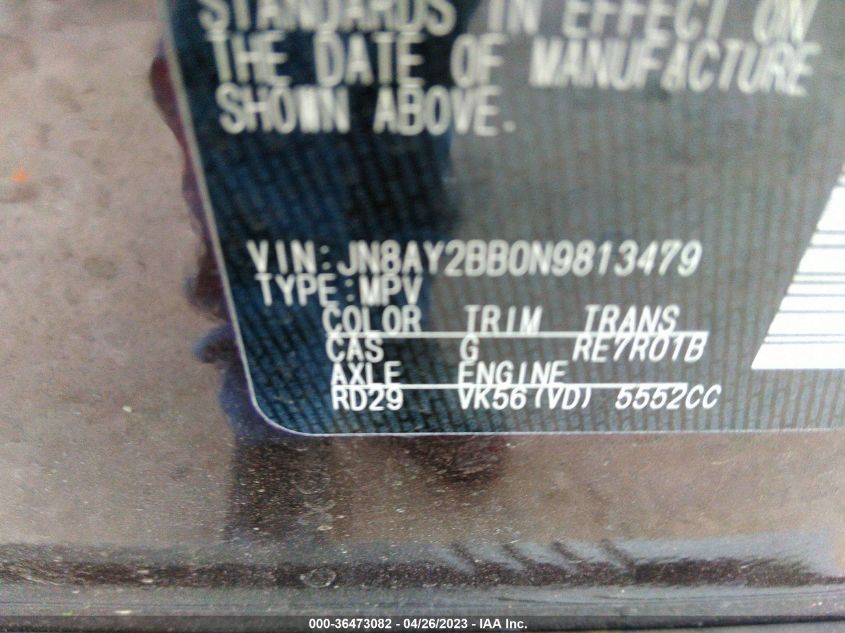 STANDARDS IN EFFECT ON
THE DATE OF MANUFACTURE
SHOWN ABOVE.
VIN:JN8AY2BB0N9813479
TYPE:MPV
COLOR TRIM TRANS
CAS G RE7R01B
AXLE ENGINE
RD29 VK56(VD) 5552CC
000-36473082 - 04/26/2023 - IAA Inc.